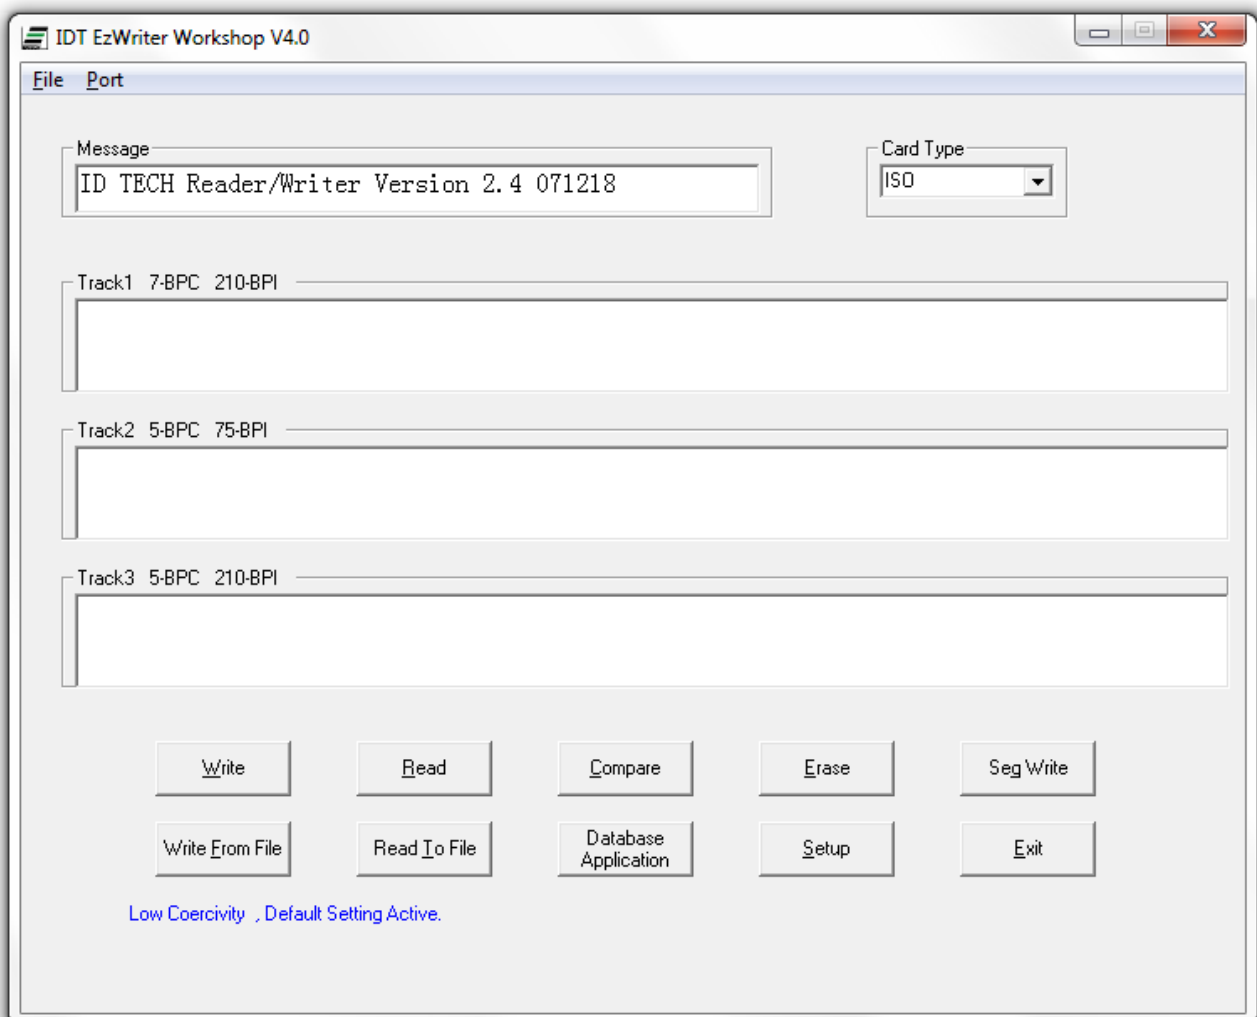 IDT EzWriter Workshop V4.0
File Port
Message
ID TECH Reader/Writer Version 2.4 071218
Card Type
ISO
Track1 7-BPC 210-BPI
Track2 5-BPC 75-BPI
Track3 5-BPC 210-BPI
Write Read Compare Erase Seg Write
Write From File Read To File Database Application Setup Exit
Low Coercivity , Default Setting Active.